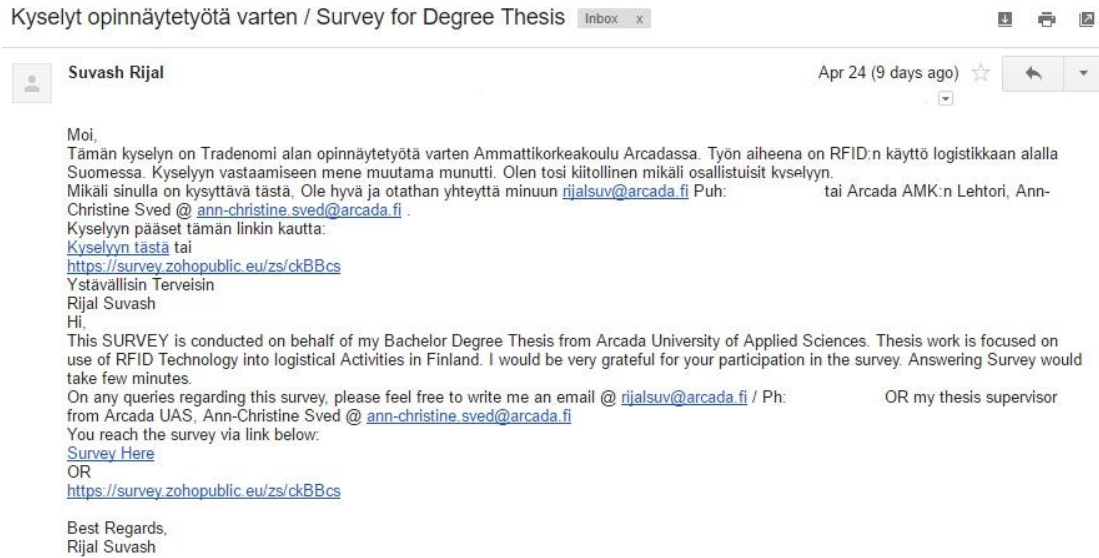 Kyselyt opinnäytetyötä varten / Survey for Degree Thesis Inbox x
Suvash Rijal
Apr 24 (9 days ago)
Moi,
Tämän kyselyn on Tradenomi alan opinnäytetyötä varten Ammattikorkeakoulu Arcadassa. Työn aiheena on RFID:n käyttö logistikkaan alalla
Suomessa. Kyselyyn vastaamiseen mene muutama munutti. Olen tosi kiitollinen mikäli osallistuisit kyselyyn.
Mikäli sinulla on kysyttävä tästä, Ole hyvä ja otathan yhteyttä minuun rijalsuv@arcada.fi Puh: tai Arcada AMK:n Lehtori, Ann-
Christine Sved @ ann-christine.sved@arcada.fi .
Kyselyyn pääset tämän linkin kautta:
Kyselyyn tästä tai
https://survey.zohopublic.eu/zs/ckBBcs
Ystävällisin Terveisin
Rijal Suvash
Hi,
This SURVEY is conducted on behalf of my Bachelor Degree Thesis from Arcada University of Applied Sciences. Thesis work is focused on
use of RFID Technology into logistical Activities in Finland. I would be very grateful for your participation in the survey. Answering Survey would
take few minutes.
On any queries regarding this survey, please feel free to write me an email @ rijalsuv@arcada.fi / Ph: OR my thesis supervisor
from Arcada UAS, Ann-Christine Sved @ ann-christine.sved@arcada.fi
You reach the survey via link below:
Survey Here
OR
https://survey.zohopublic.eu/zs/ckBBcs
Best Regards,
Rijal Suvash